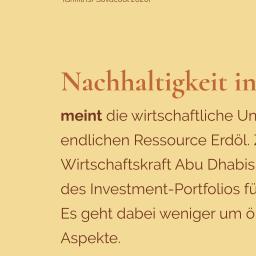 Nachhaltigkeit in
meint die wirtschaftliche Un
endlichen Ressource Erdöl. Z
Wirtschaftskraft Abu Dhabis
des Investment-Portfolios fü
Es geht dabei weniger um ö
Aspekte.